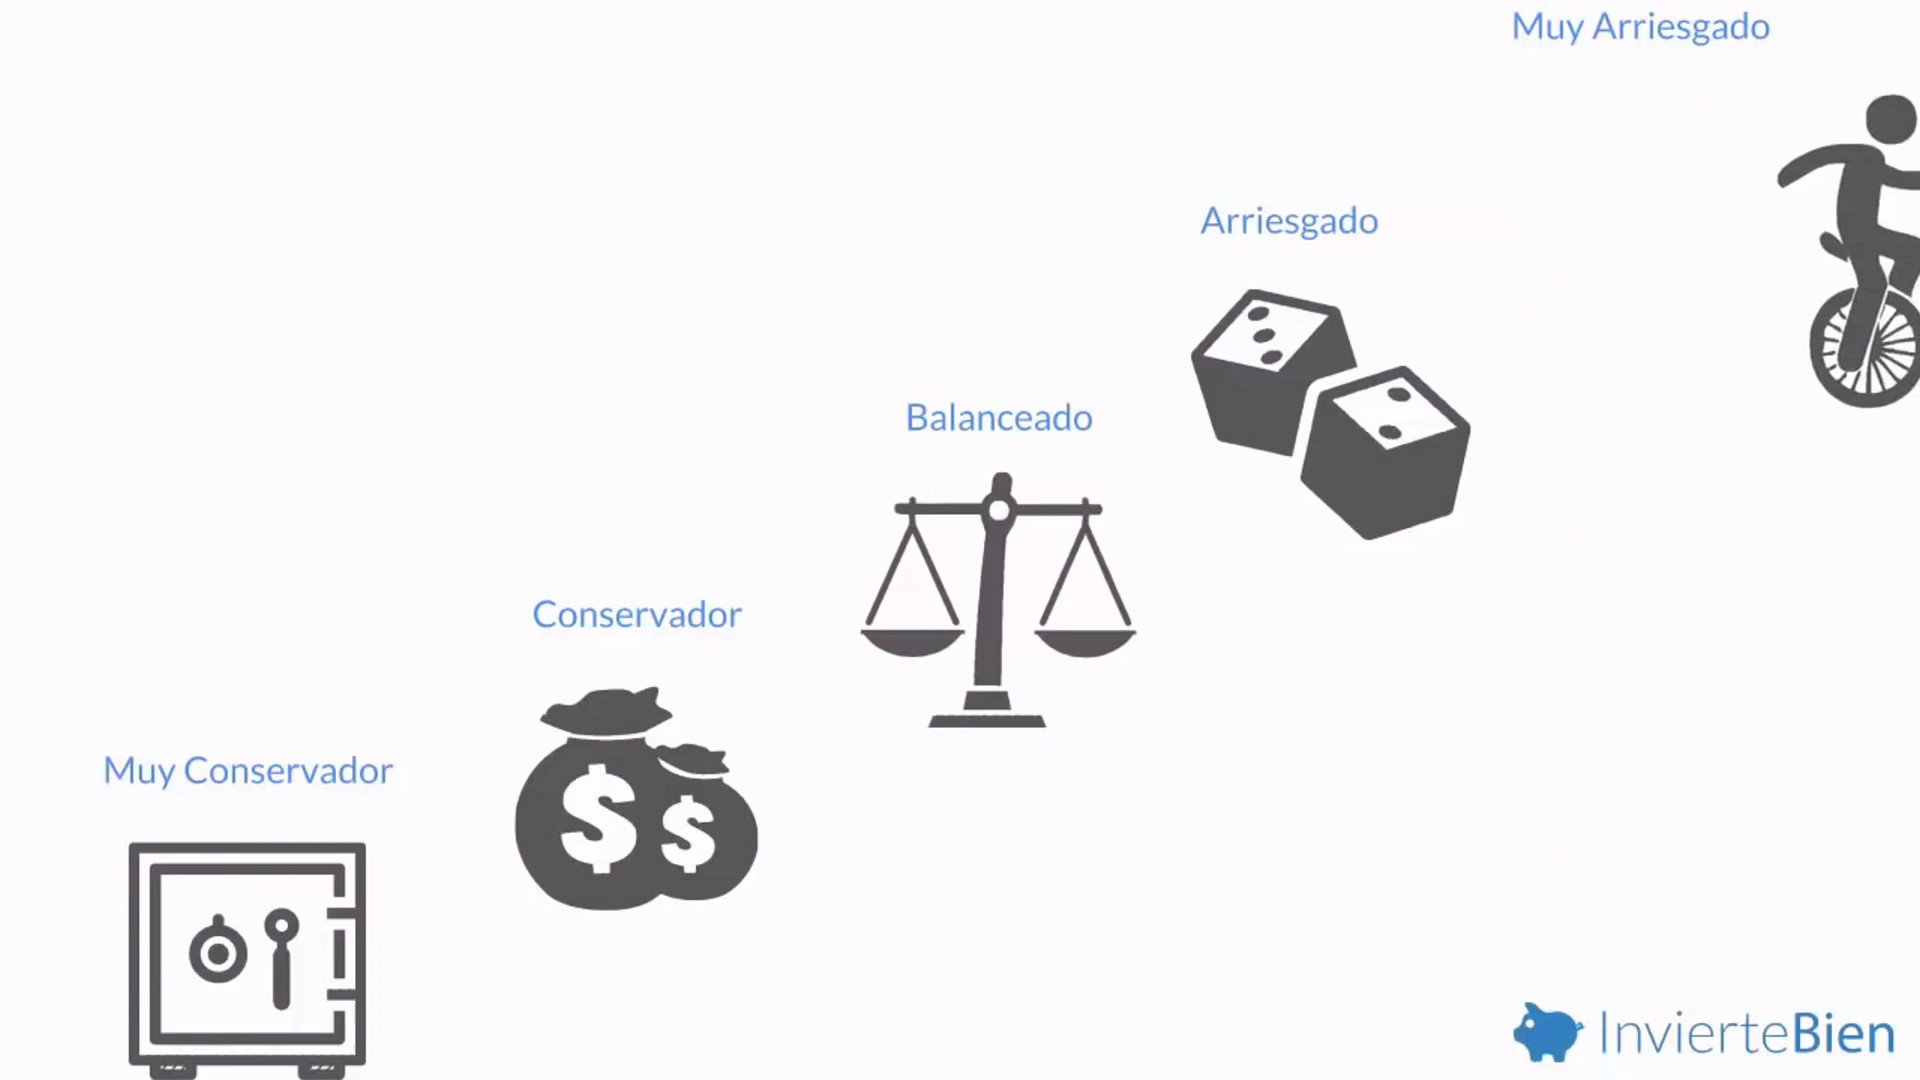 Muy Arriesgado
Arriesgado
Balanceado
Conservador
Muy Conservador
$ $
InvierteBien